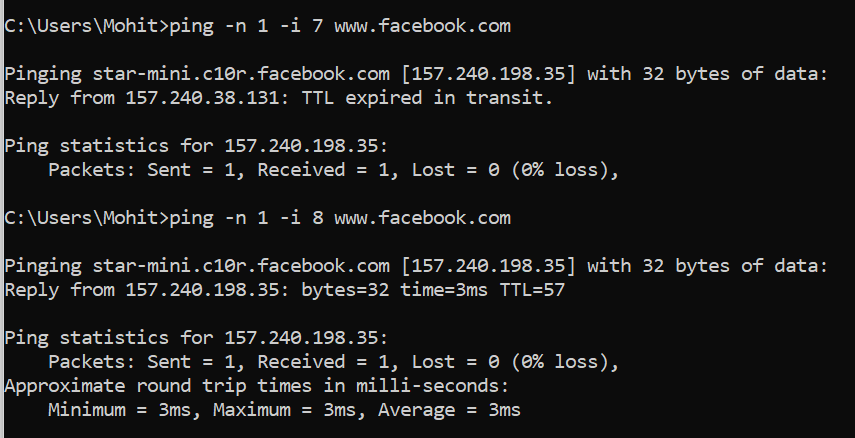 C:\Users\Mohit>ping -n 1 -i 7 www.facebook.com
Pinging star-mini.c10r.facebook.com [157.240.198.35] with 32 bytes of data:
Reply from 157.240.38.131: TTL expired in transit.
Ping statistics for 157.240.198.35:
    Packets: Sent = 1, Received = 1, Lost = 0 (0% loss),
C:\Users\Mohit>ping -n 1 -i 8 www.facebook.com
Pinging star-mini.c10r.facebook.com [157.240.198.35] with 32 bytes of data:
Reply from 157.240.198.35: bytes=32 time=3ms TTL=57
Ping statistics for 157.240.198.35:
    Packets: Sent = 1, Received = 1, Lost = 0 (0% loss),
Approximate round trip times in milli-seconds:
    Minimum = 3ms, Maximum = 3ms, Average = 3ms